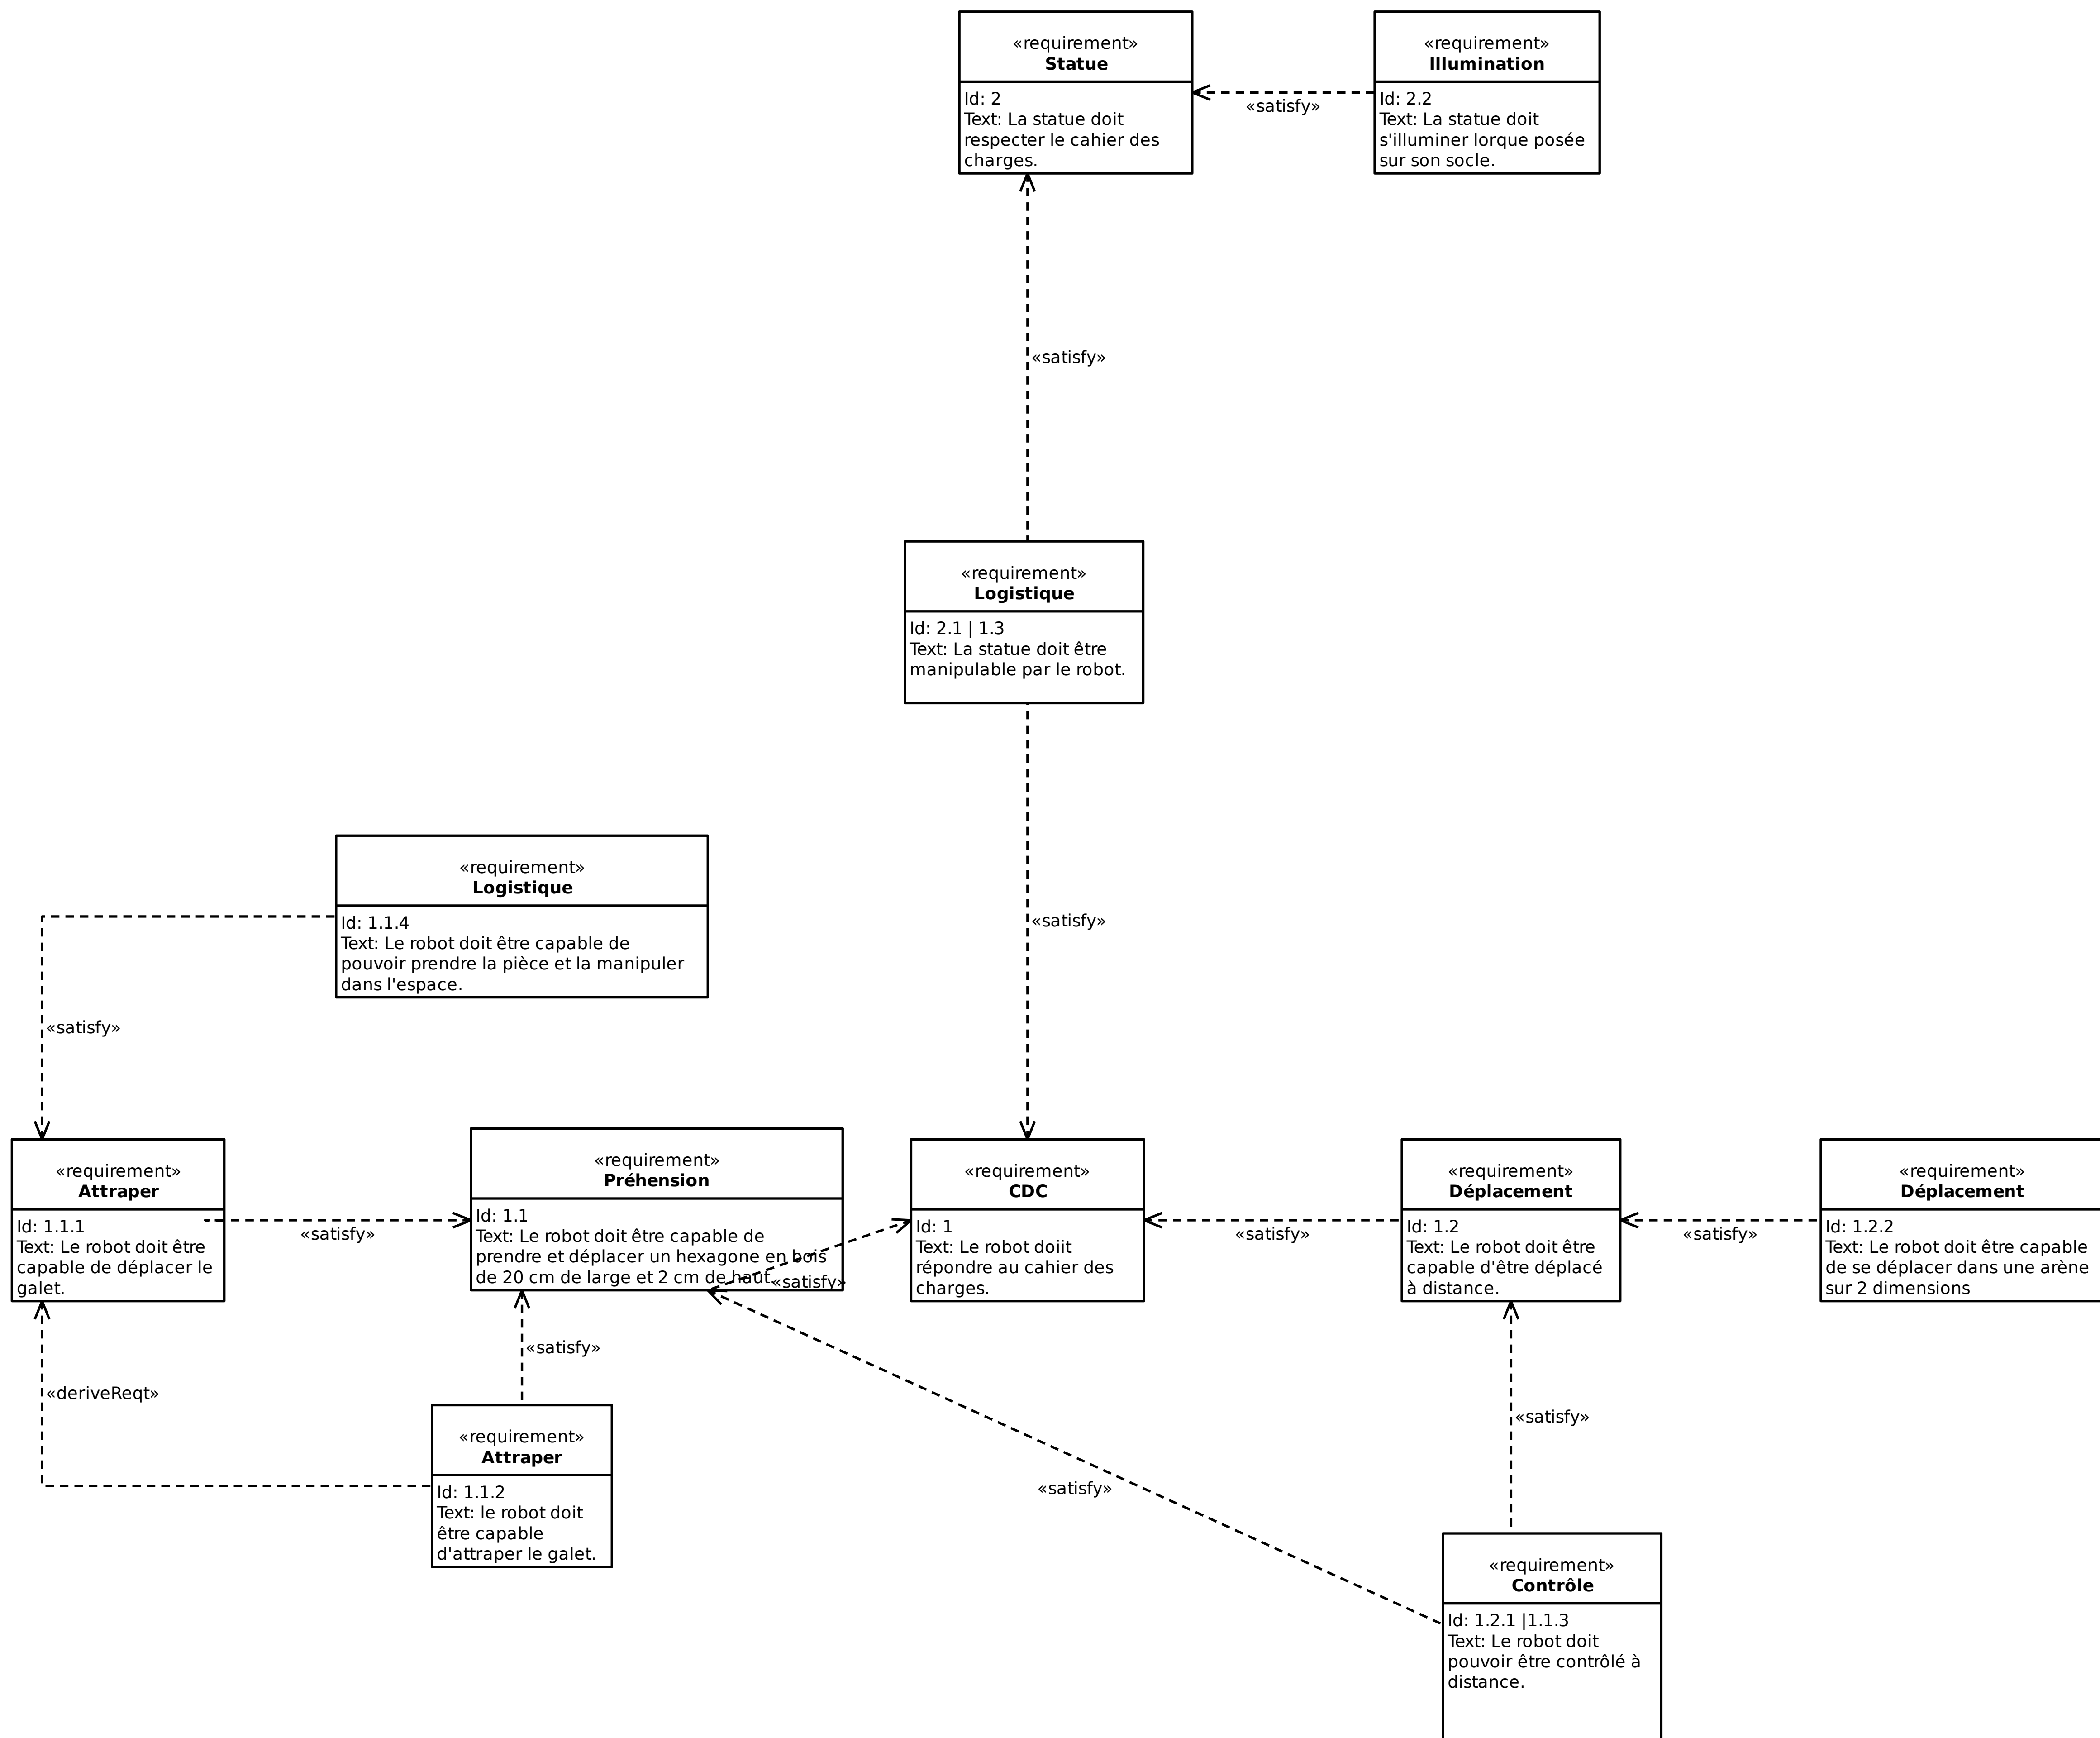 «requirement»
Statue
Id: 2
Text: La statue doit
respecter le cahier des
charges.
«satisfy»
«requirement»
Illumination
Id: 2.2
Text: La statue doit
s'illuminer lorque posée
sur son socle.
«satisfy»
«requirement»
Logistique
Id: 2.1 | 1.3
Text: La statue doit être
manipulable par le robot.
«satisfy»
«requirement»
Logistique
Id: 1.1.4
Text: Le robot doit être capable de
pouvoir prendre la pièce et la manipuler
dans l'espace.
«satisfy»
«requirement»
Attraper
Id: 1.1.1
Text: Le robot doit être
capable de déplacer le
galet.
«satisfy»
«requirement»
Préhension
Id: 1.1
Text: Le robot doit être capable de
prendre et déplacer un hexagone en bois
de 20 cm de large et 2 cm de haut.
«satisfy»
«requirement»
CDC
Id: 1
Text: Le robot doiit
répondre au cahier des
charges.
«satisfy»
«requirement»
Déplacement
Id: 1.2
Text: Le robot doit être
capable d'être déplacé
à distance.
«satisfy»
«requirement»
Déplacement
Id: 1.2.2
Text: Le robot doit être capable
de se déplacer dans une arène
sur 2 dimensions
«satisfy»
«deriveReqt»
«requirement»
Attraper
Id: 1.1.2
Text: le robot doit
être capable
d'attraper le galet.
«satisfy»
«satisfy»
«requirement»
Contrôle
Id: 1.2.1 |1.1.3
Text: Le robot doit
pouvoir être contrôlé à
distance.